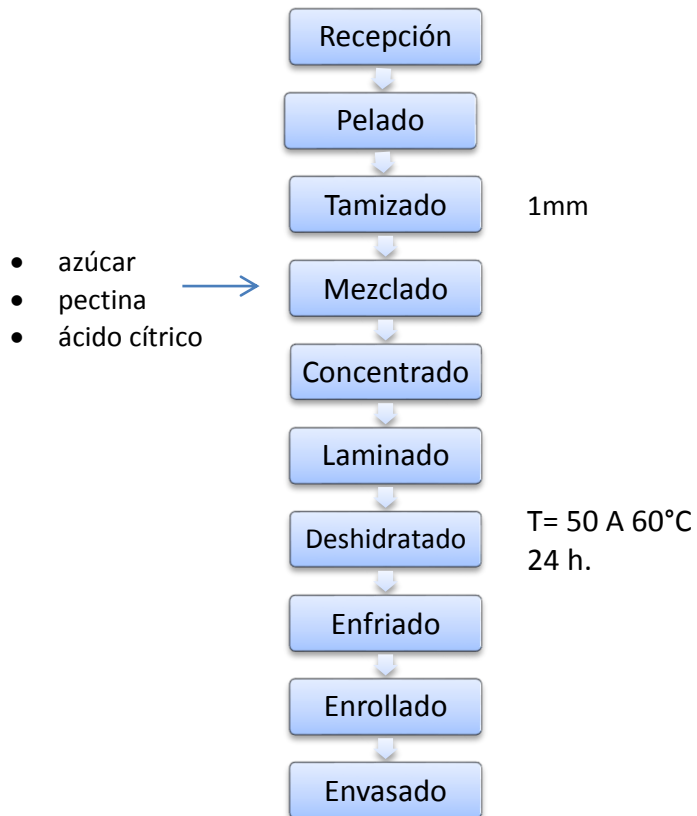 Recepción
Pelado
Tamizado
1mm
• azúcar
• pectina
• ácido cítrico
Mezclado
Concentrado
Laminado
Deshidratado
T= 50 A 60°C
24 h.
Enfriado
Enrollado
Envasado